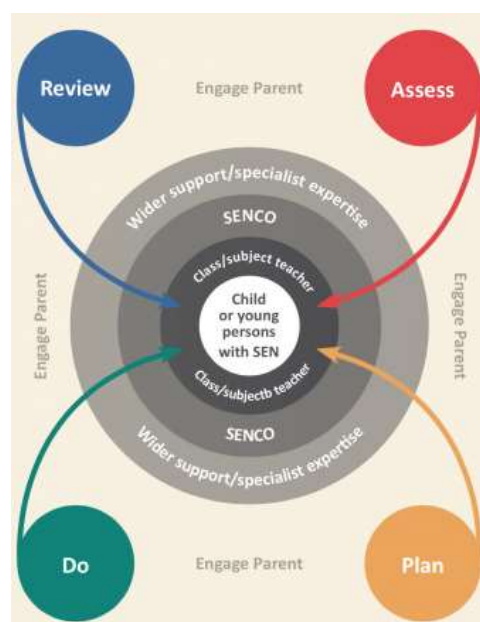 Review
Engage Parent
Assess
Wider support/specialist expertise
SENCO
Class/subject teacher
Engage Parent
Child
or young
persons
with SEN
Engage Parent
Class/subjectb teacher
SENCO
Wider support/specialist expertise
Do
Engage Parent
Plan